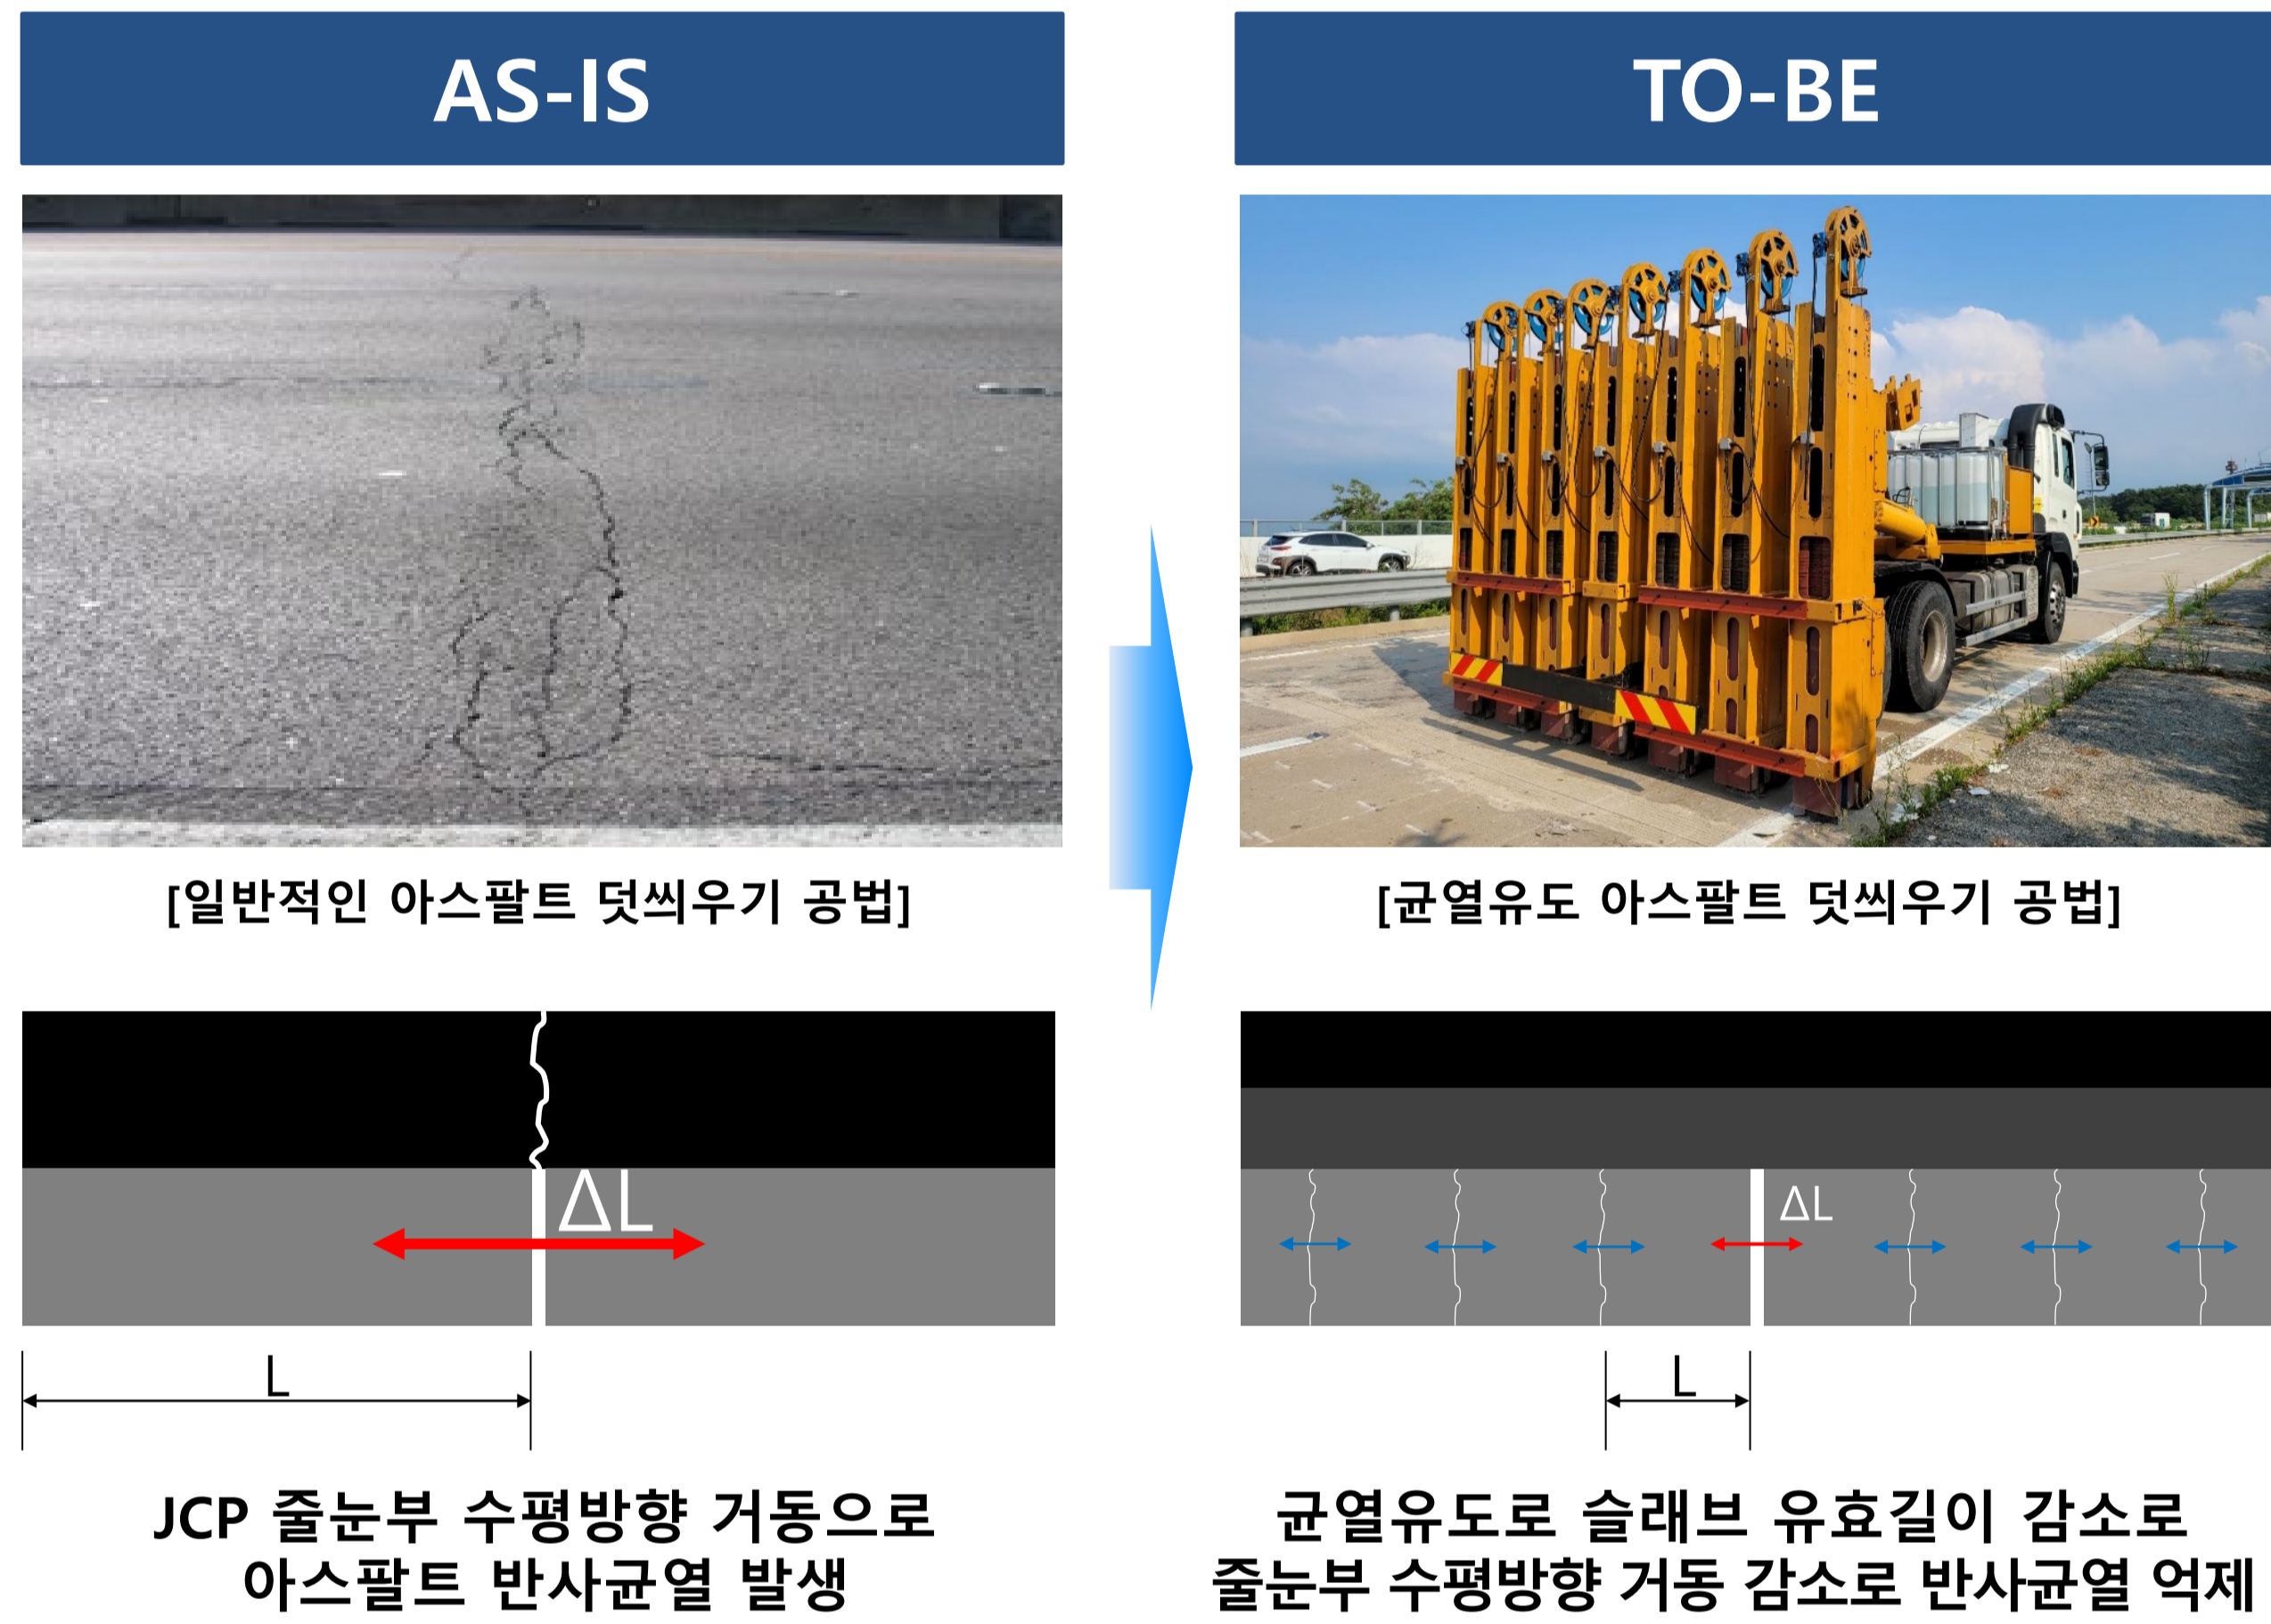 AS-IS
TO-BE
[일반적인 아스팔트 덧씌우기 공법]
[균열유도 아스팔트 덧씌우기 공법]
ΔL
ΔL
L
L
JCP 줄눈부 수평방향 거동으로
아스팔트 반사균열 발생
균열유도로 슬래브 유효길이 감소로
줄눈부 수평방향 거동 감소로 반사균열 억제